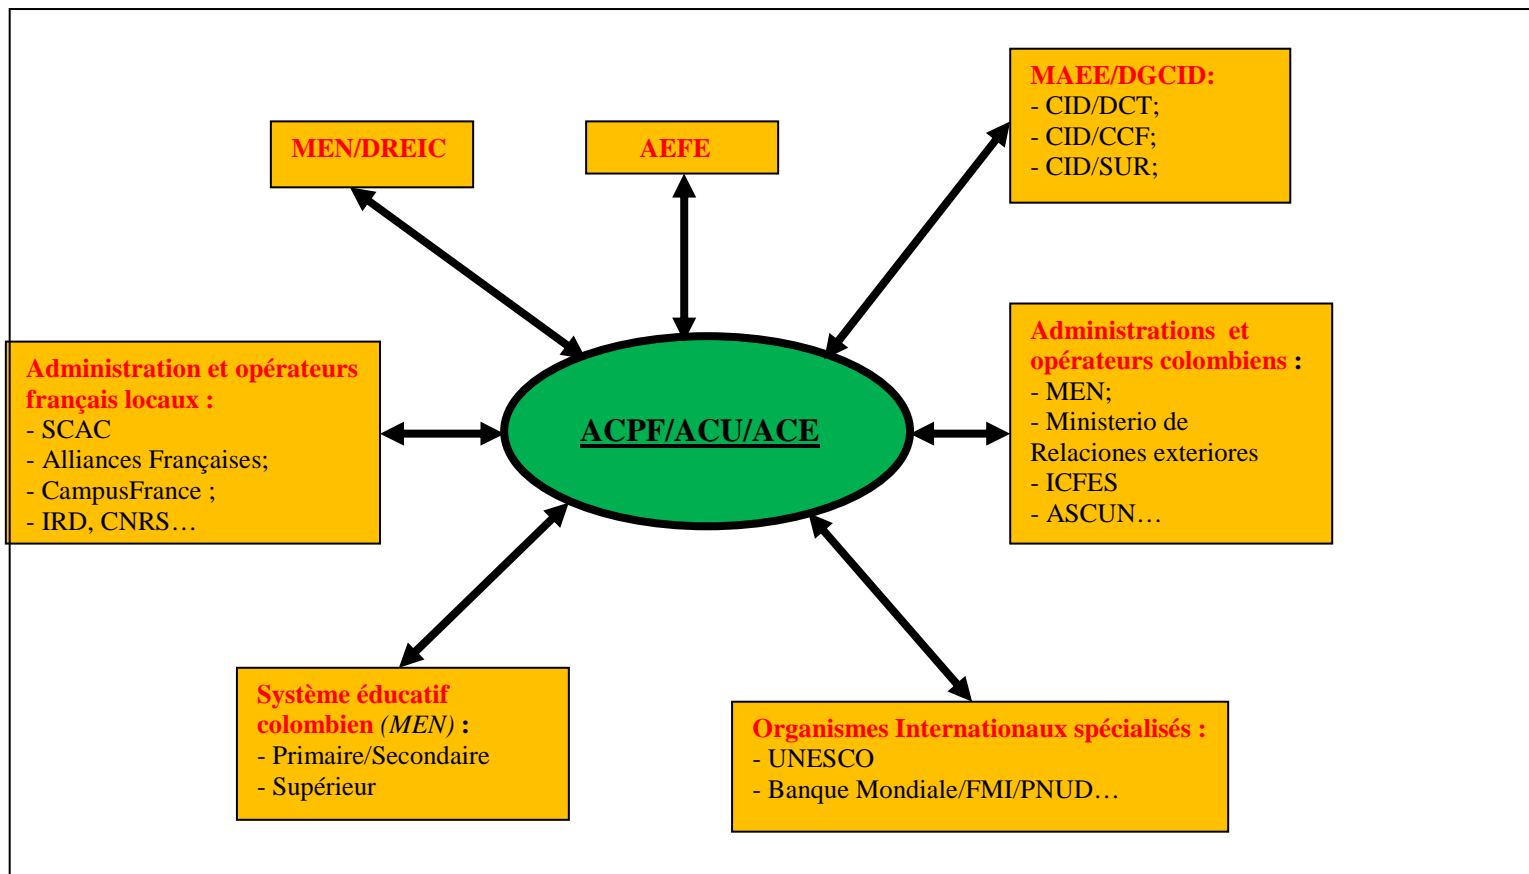 MEN/DREIC
AEFE
MAEE/DGCID:
- CID/DCT;
- CID/CCF;
- CID/SUR;
Administration et opérateurs
français locaux :
- SCAC
- Alliances Françaises;
- CampusFrance ;
- IRD, CNRS…
ACPF/ACU/ACE
Administrations et
opérateurs colombiens :
- MEN;
- Ministerio de
Relaciones exteriores
- ICFES
- ASCUN…
Système éducatif
colombien (MEN) :
- Primaire/Secondaire
- Supérieur
Organismes Internationaux spécialisés :
- UNESCO
- Banque Mondiale/FMI/PNUD…